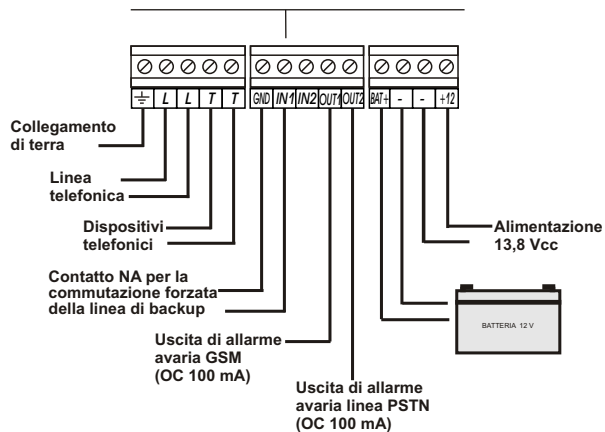 ⏚ L L T T GND IN1 IN2 OUT1 OUT2 BAT+ - - +12
Collegamento
di terra
Linea
telefonica
Dispositivi
telefonici
Alimentazione
13,8 Vcc
Contatto NA per la
commutazione forzata
della linea di backup
BATTERIA 12 V
Uscita di allarme
avaria GSM
(OC 100 mA)
Uscita di allarme
avaria linea PSTN
(OC 100 mA)